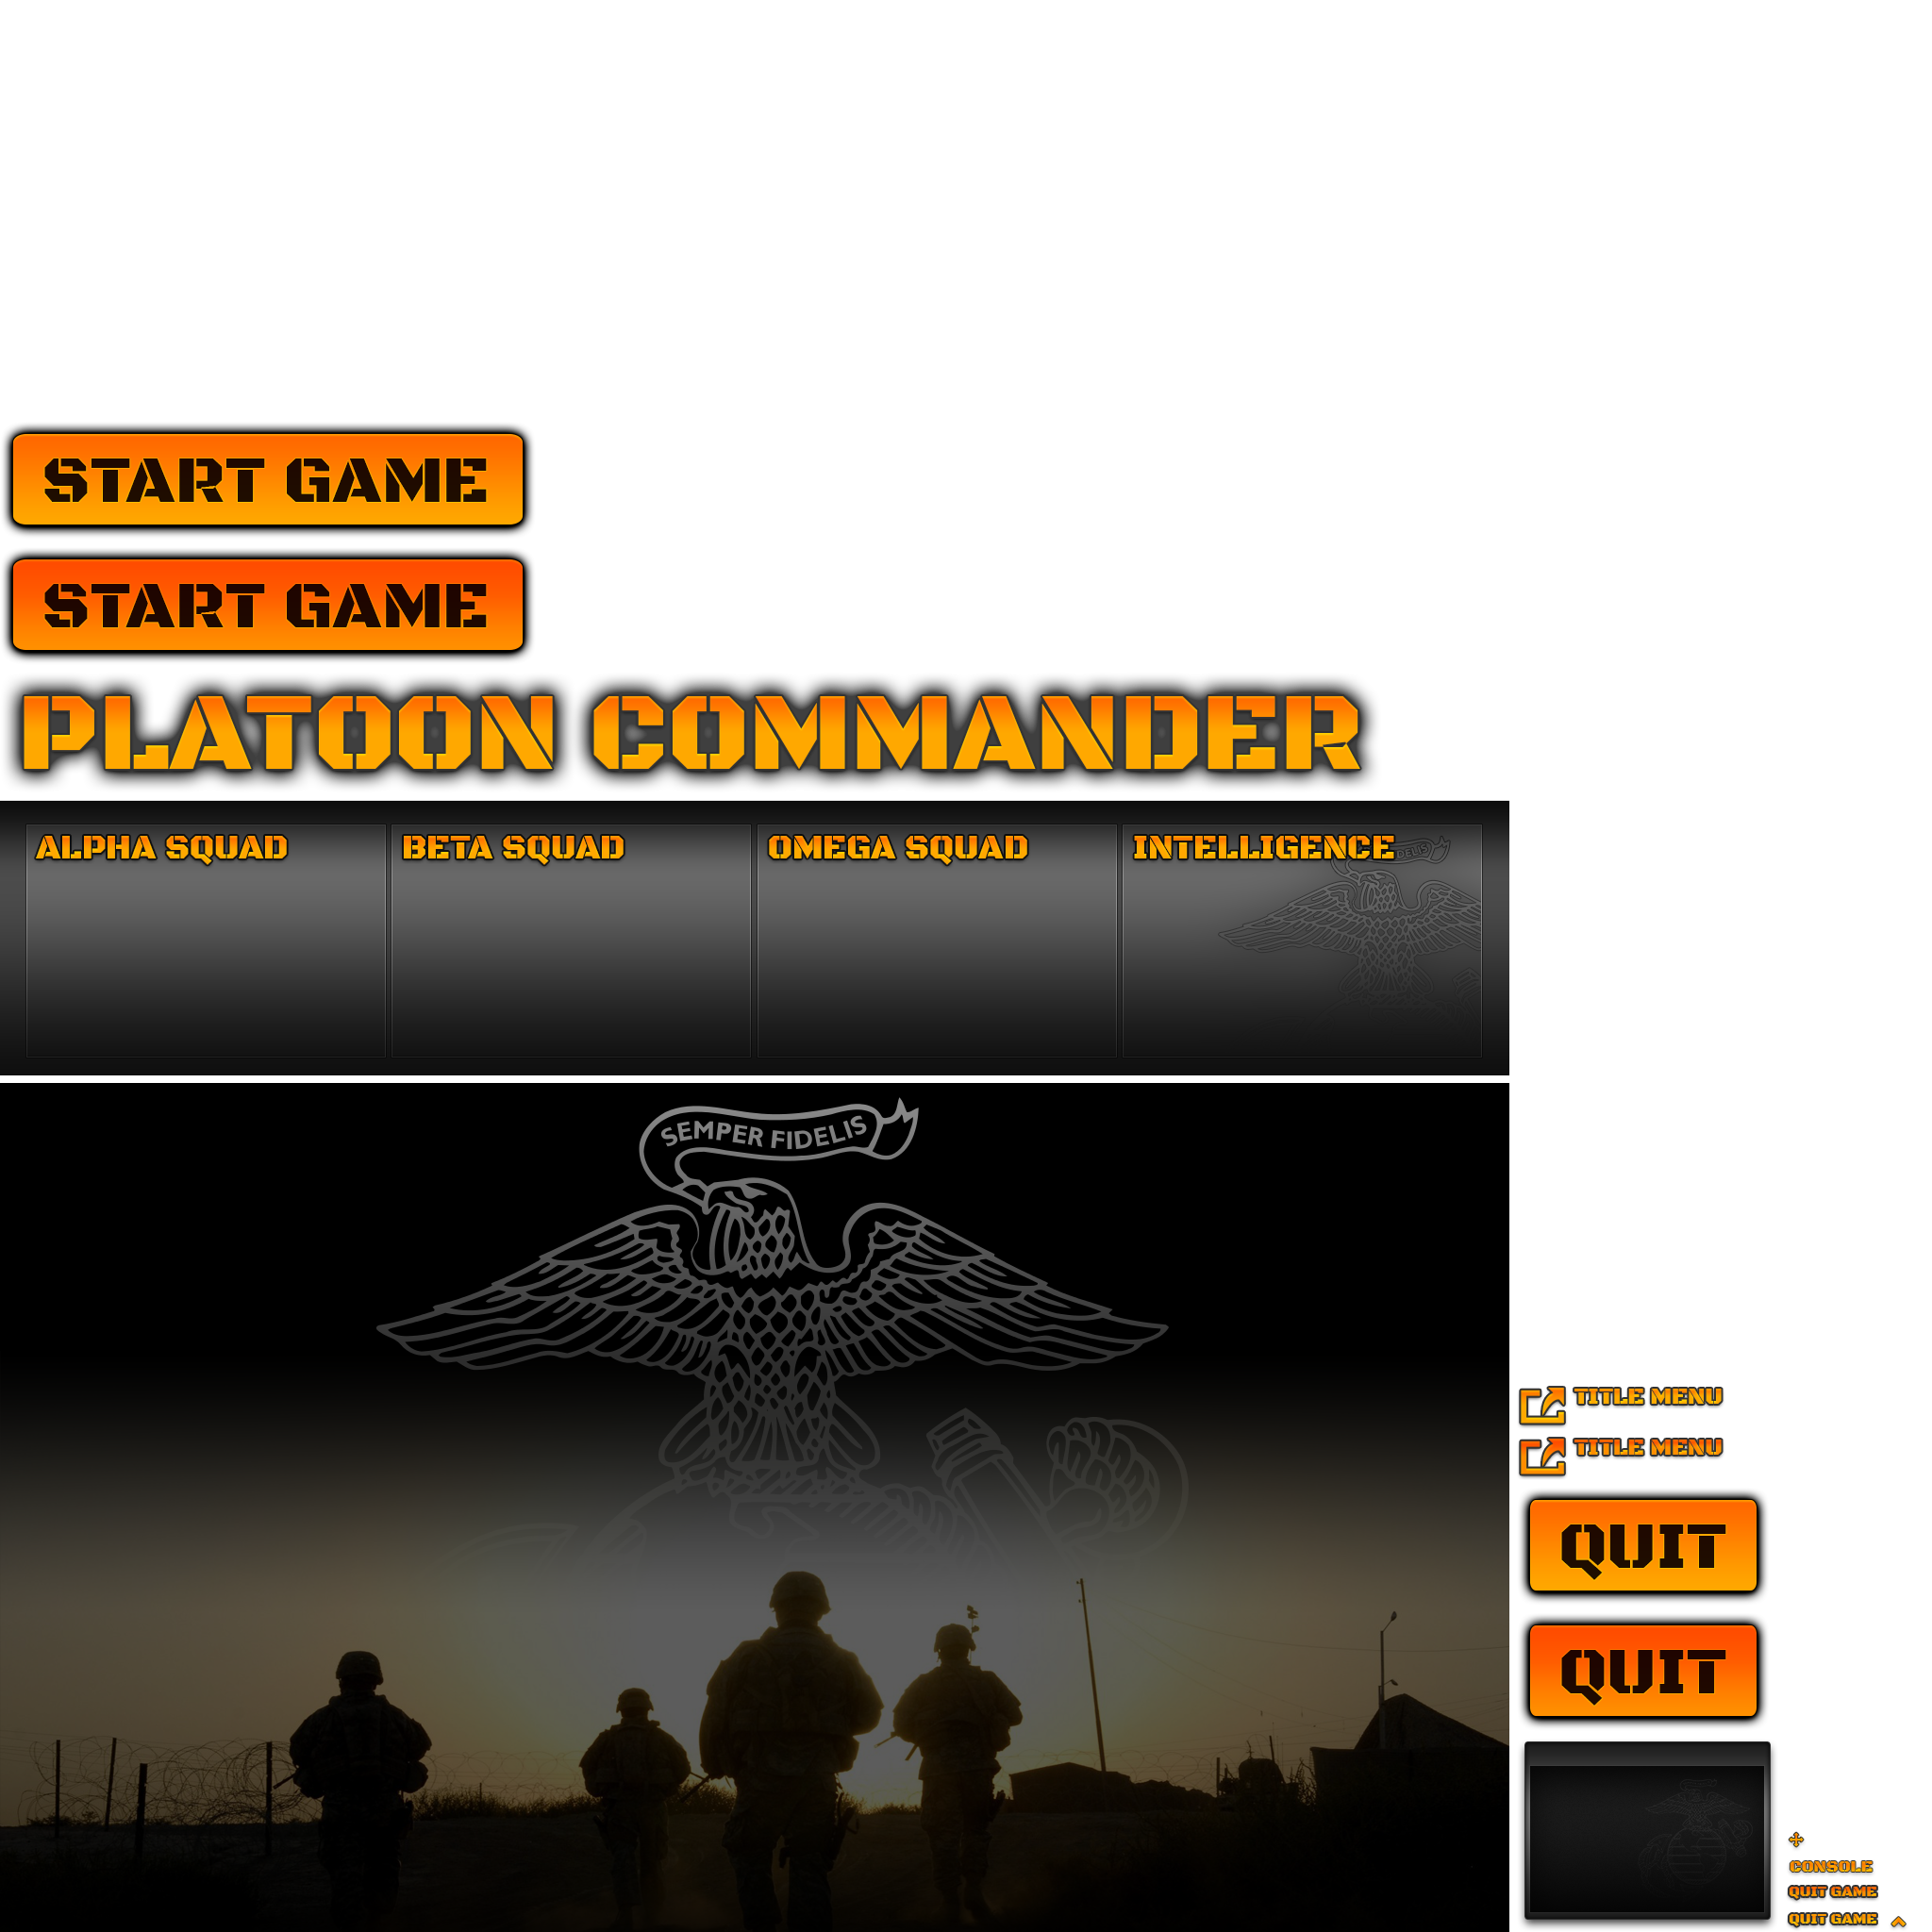 START GAME
START GAME
PLATOON COMMANDER
ALPHA SQUAD
BETA SQUAD
OMEGA SQUAD
INTELLIGENCE
DELIS
SEMPER FIDELIS
TITLE MENU
TITLE MENU
QUIT
QUIT
CONSOLE
QUIT GAME
QUIT GAME